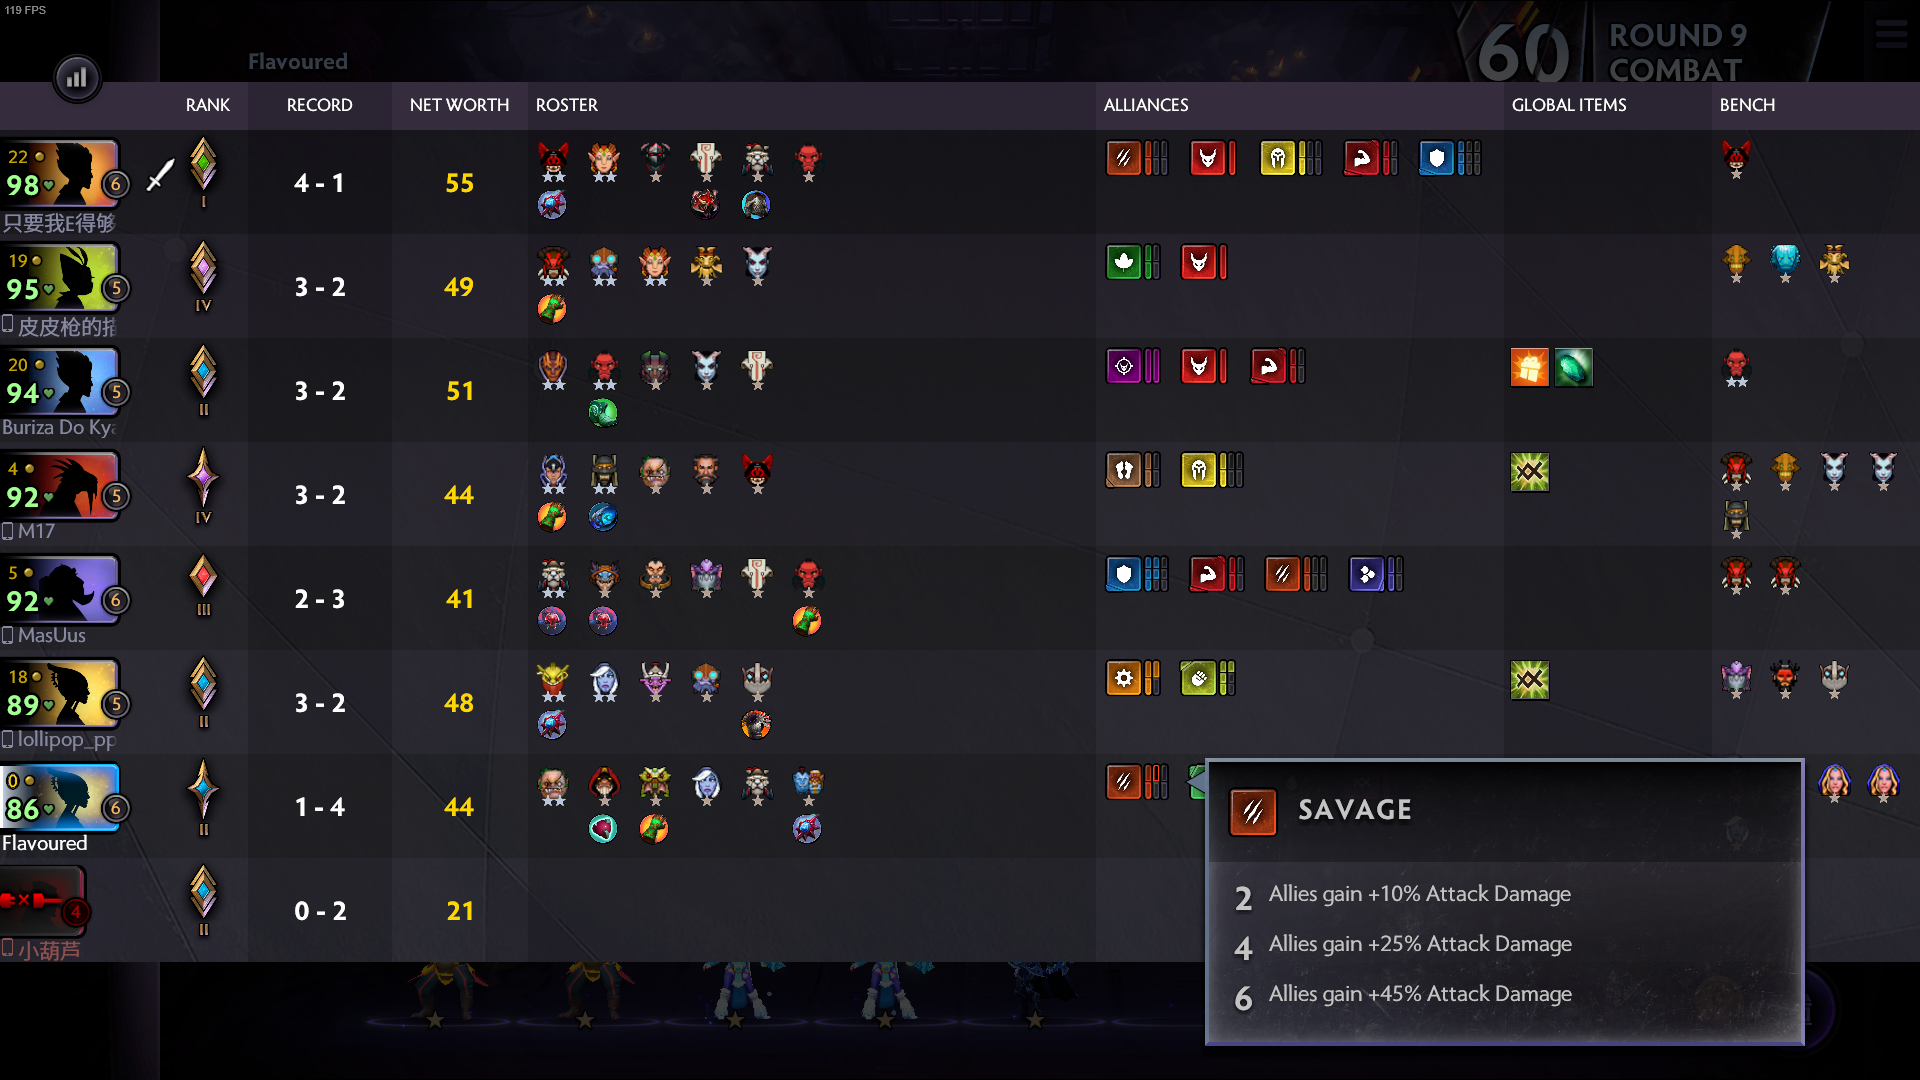 119 FPS
Flavoured
60
ROUND 9
COMBAT
RANK RECORD NET WORTH ROSTER ALLIANCES GLOBAL ITEMS BENCH
22
98 6 I 4 - 1 55
只要我E得够
19
95 5 IV 3 - 2 49
皮皮枪的描
20
94 5 II 3 - 2 51
Buriza Do Kya
4
92 5 IV 3 - 2 44
M17
5
92 6 III 2 - 3 41
MasUus
18
89 5 II 3 - 2 48
lollipop_pp
0
86 6 II 1 - 4 44
Flavoured
4 II 0 - 2 21
小葫芦
SAVAGE
2 Allies gain +10% Attack Damage
4 Allies gain +25% Attack Damage
6 Allies gain +45% Attack Damage